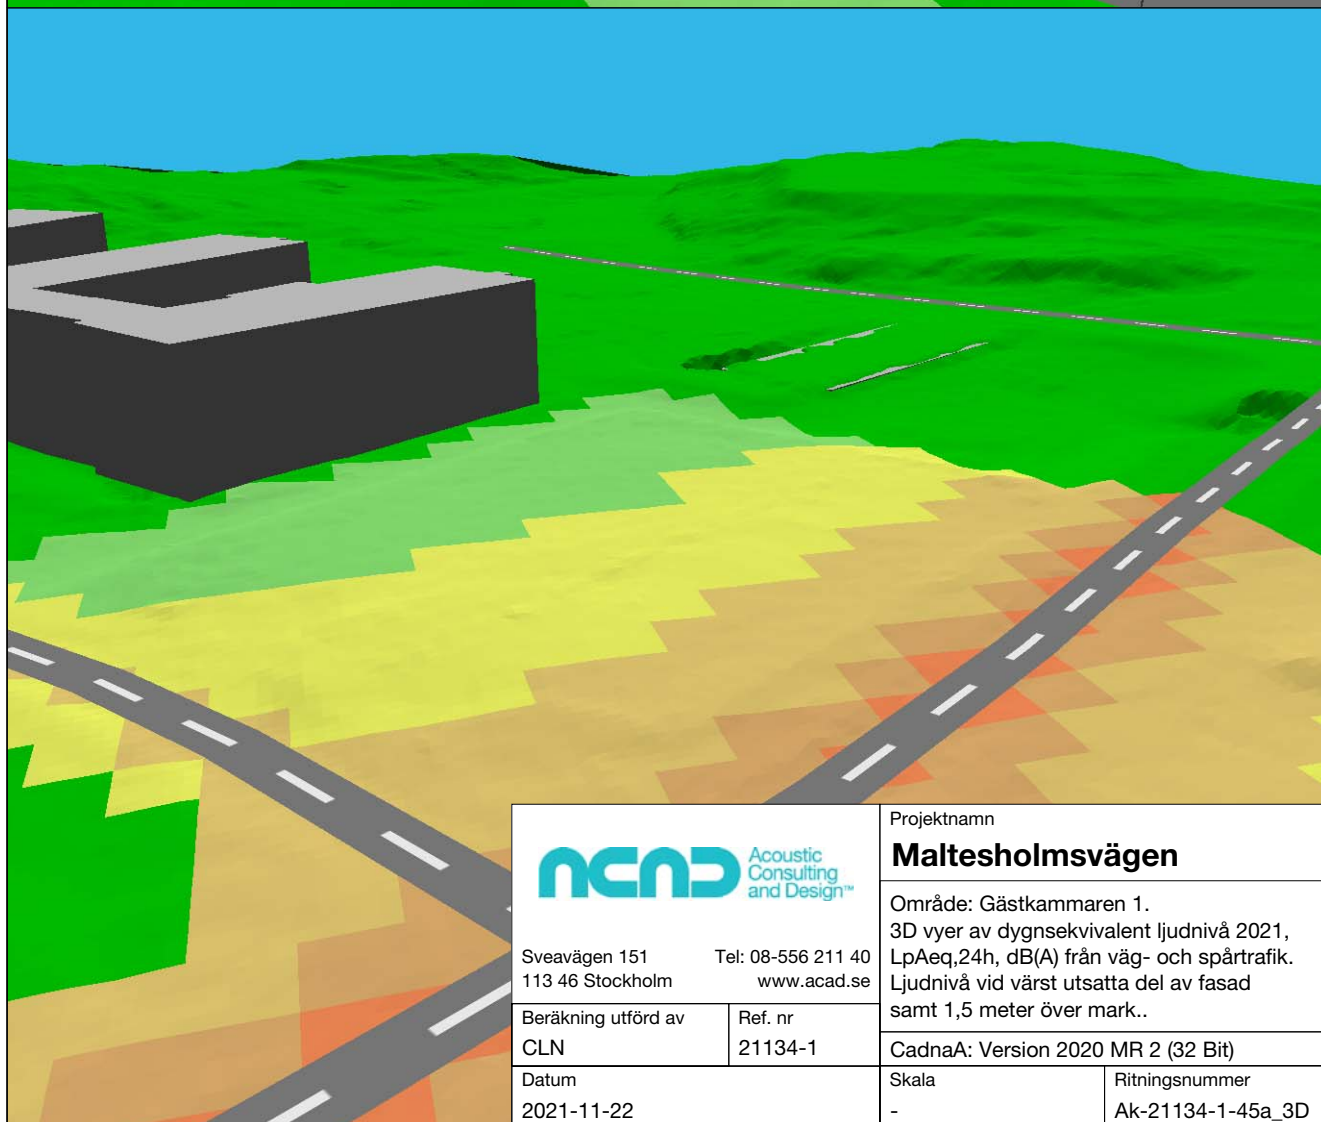 ACAD
Acoustic
Consulting
and Design™
Sveavägen 151
113 46 Stockholm
Tel: 08-556 211 40
www.acad.se
Beräkning utförd av
CLN
Ref. nr
21134-1
Datum
2021-11-22
Projektnamn
Maltesholmsvägen
Område: Gästkammaren 1.
3D vyer av dygnsekvivalent ljudnivå 2021,
LpAeq,24h, dB(A) från väg- och spårtrafik.
Ljudnivå vid värst utsatta del av fasad
samt 1,5 meter över mark..
CadnaA: Version 2020 MR 2 (32 Bit)
Skala
-
Ritningsnummer
Ak-21134-1-45a_3D